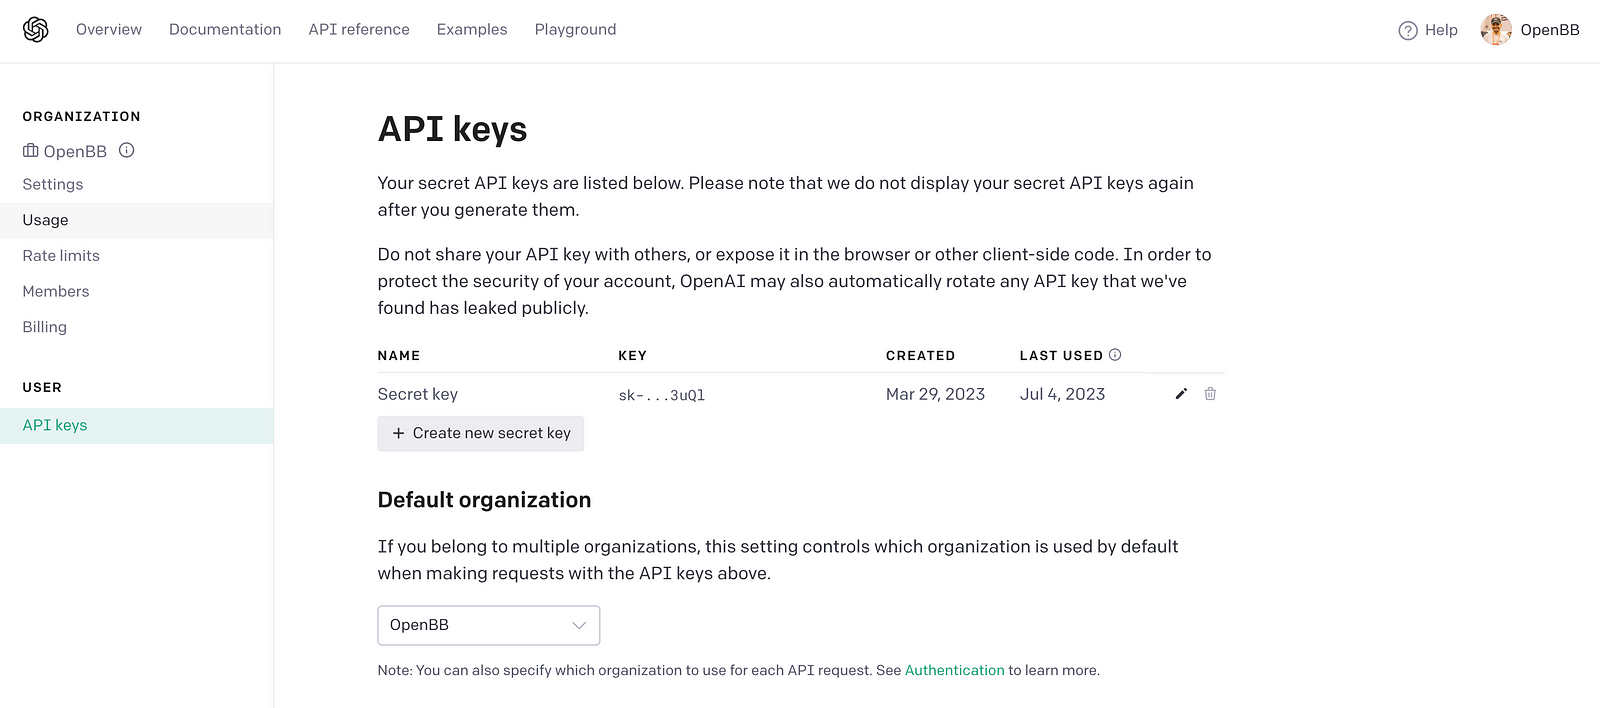 Overview Documentation API reference Examples Playground Help OpenBB
ORGANIZATION
OpenBB
Settings
Usage
Rate limits
Members
Billing
USER
API keys
API keys
Your secret API keys are listed below. Please note that we do not display your secret API keys again
after you generate them.
Do not share your API key with others, or expose it in the browser or other client-side code. In order to
protect the security of your account, OpenAI may also automatically rotate any API key that we've
found has leaked publicly.
NAME KEY CREATED LAST USED
Secret key sk-...3uQl Mar 29, 2023 Jul 4, 2023
+ Create new secret key
Default organization
If you belong to multiple organizations, this setting controls which organization is used by default
when making requests with the API keys above.
OpenBB
Note: You can also specify which organization to use for each API request. See Authentication to learn more.